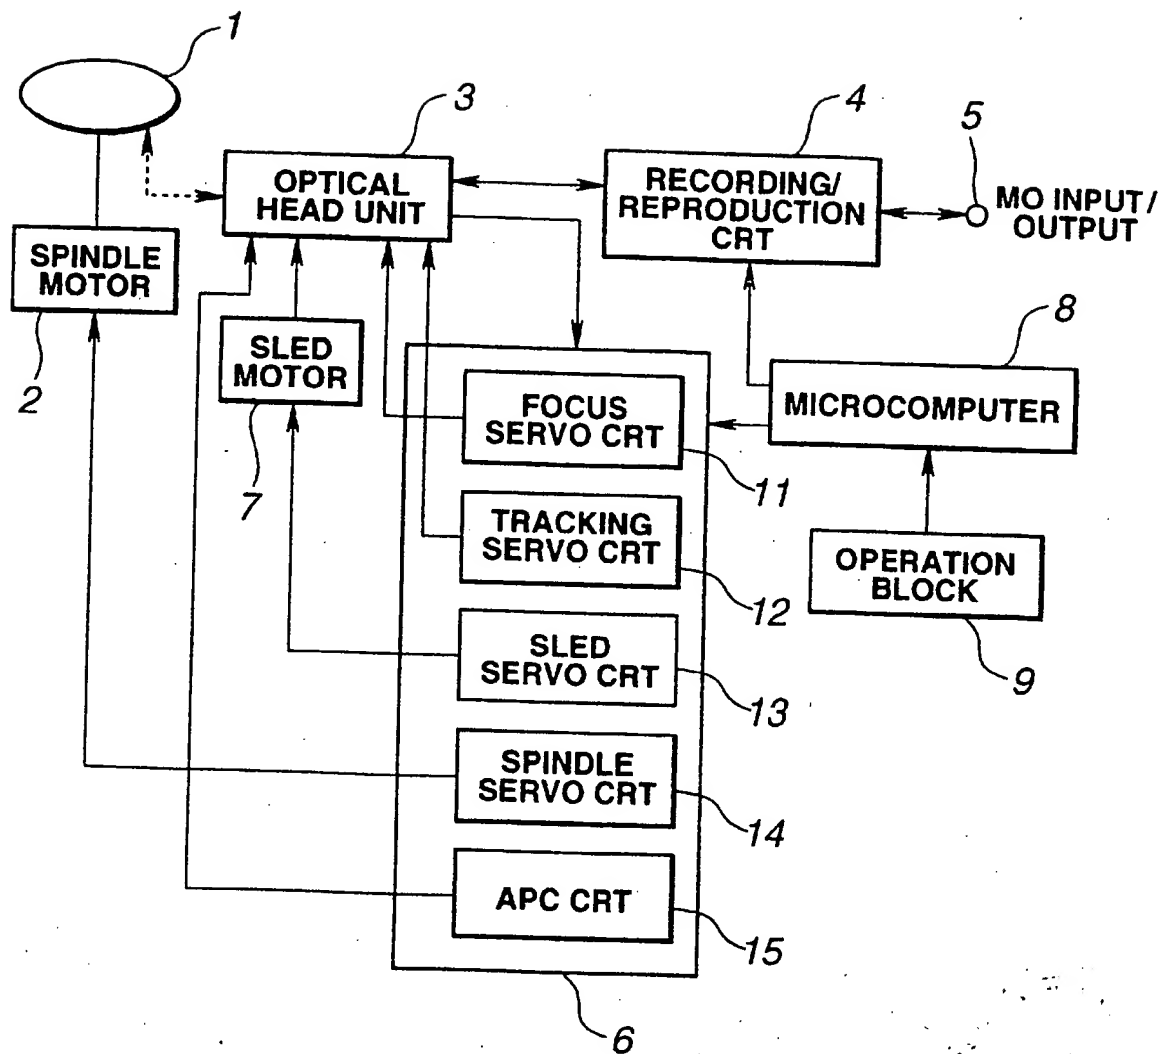 1
3
4
5
OPTICAL
HEAD UNIT
RECORDING/
REPRODUCTION
CRT
MO INPUT/
OUTPUT
SPINDLE
MOTOR
2
SLED
MOTOR
7
8
MICROCOMPUTER
FOCUS
SERVO CRT
11
TRACKING
SERVO CRT
12
OPERATION
BLOCK
9
SLED
SERVO CRT
13
SPINDLE
SERVO CRT
14
APC CRT
15
6